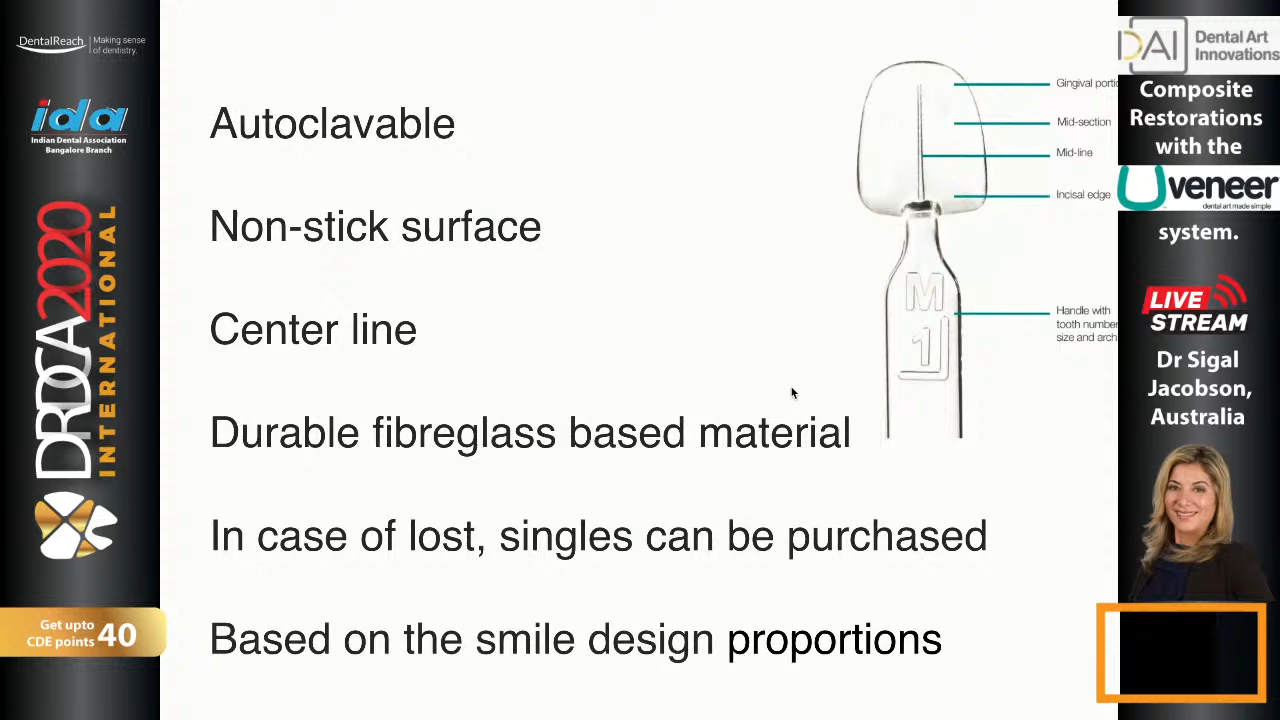 DentalReach
Making sense
of dentistry.
ida
Indian Dental Association
Bangalore Branch
DRDCA2020
INTERNATIONAL
Get upto
CDE points 40
Autoclavable
Non-stick surface
Center line
Durable fibreglass based material
In case of lost, singles can be purchased
Based on the smile design proportions
Gingival portio
Mid-section
Mid-line
Incisal edge
Handle with
tooth number
size and arch
M
1
DAI
Dental Art
Innovations
Composite
Restorations
with the
Uveneer
dental art made simple
system.
LIVE
STREAM
Dr Sigal
Jacobson,
Australia